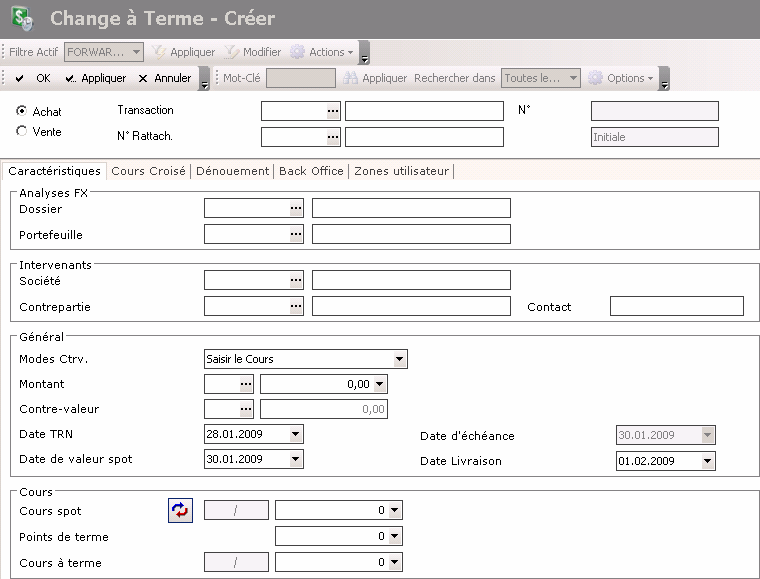 Change à Terme - Créer
Filtre Actif FORWAR... Appliquer Modifier Actions
OK Appliquer Annuler Mot-Clé Appliquer Rechercher dans Toutes le... Options
Achat Transaction ... N°
Vente N° Rattach. ... Initiale
Caractéristiques Cours Croisé Dénouement Back Office Zones utilisateur
Analyses FX
Dossier ...
Portefeuille ...
Intervenants
Société ...
Contrepartie ... Contact
Général
Modes Ctrv. Saisir le Cours
Montant ... 0,00
Contre-valeur ... 0,00
Date TRN 28.01.2009 Date d'échéance 30.01.2009
Date de valeur spot 30.01.2009 Date Livraison 01.02.2009
Cours
Cours spot / 0
Points de terme 0
Cours à terme / 0